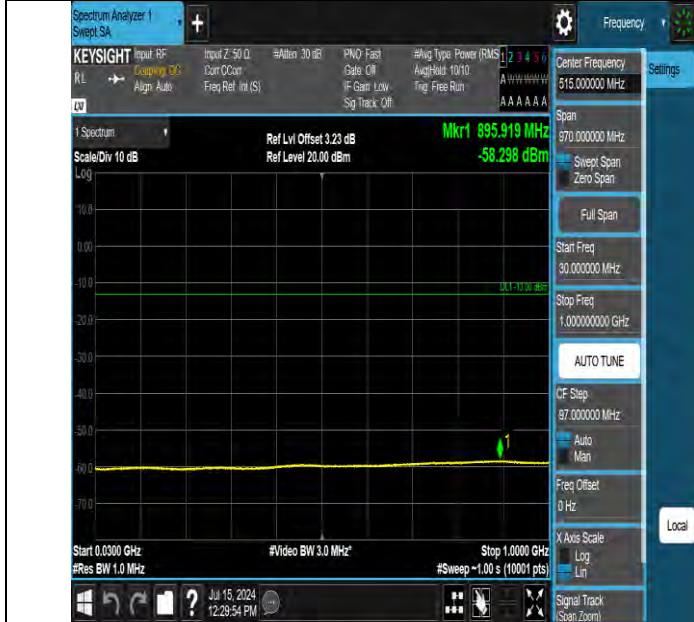 Spectrum Analyzer 1
Swept SA
+
Frequency
KEYSIGHT
RL
LXI
Input: RF
Coupling: DC
Align: Auto
Input Z: 50 Ω
Corr CCorr
Freq Ref: Int (S)
#Atten: 30 dB
PNO: Fast
Gate: Off
IF Gain: Low
Sig Track: Off
#Avg Type: Power (RMS
Avg|Hold: 10/10
Trig: Free Run
1 2 3 4 5 6
A W W W W W
A A A A A A
1 Spectrum
Scale/Div 10 dB
Log
Ref Lvl Offset 3.23 dB
Ref Level 20.00 dBm
Mkr1 895.919 MHz
-58.298 dBm
10.0
0.00
-10.0
DL1 -13.00 dBm
-20.0
-30.0
-40.0
-50.0
1
-60.0
-70.0
Start 0.0300 GHz
#Res BW 1.0 MHz
#Video BW 3.0 MHz*
Stop 1.0000 GHz
#Sweep ~1.00 s (10001 pts)
Center Frequency
515.000000 MHz
Settings
Span
970.000000 MHz
Swept Span
Zero Span
Full Span
Start Freq
30.000000 MHz
Stop Freq
1.000000000 GHz
AUTO TUNE
CF Step
97.000000 MHz
Auto
Man
Freq Offset
0 Hz
Local
X Axis Scale
Log
Lin
Signal Track
(Span Zoom)
?
Jul 15, 2024
12:29:54 PM